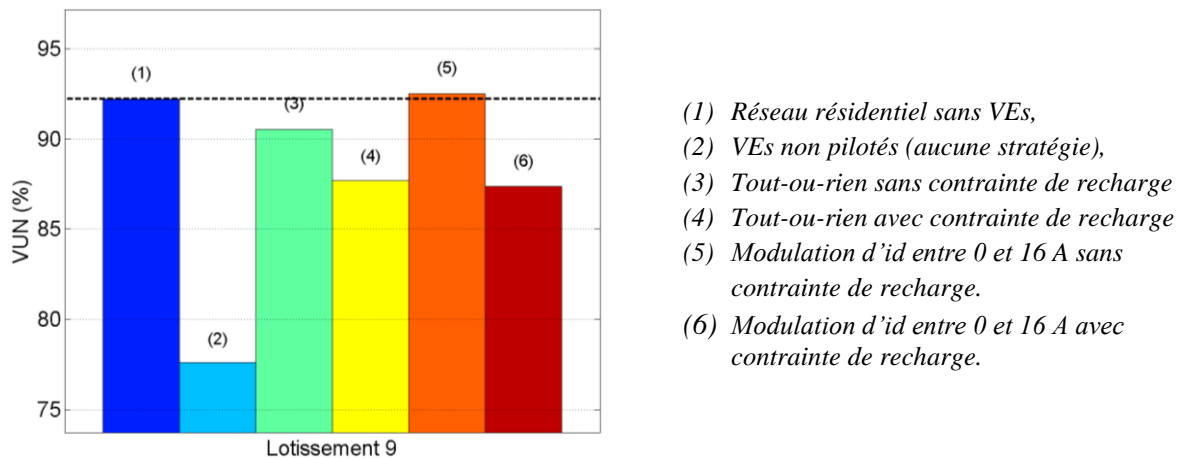 95
90
85
80
75
VUN (%)
(1)
(2)
(3)
(4)
(5)
(6)
Lotissement 9
(1) Réseau résidentiel sans VEs,
(2) VEs non pilotés (aucune stratégie),
(3) Tout-ou-rien sans contrainte de recharge
(4) Tout-ou-rien avec contrainte de recharge
(5) Modulation d'id entre 0 et 16 A sans
contrainte de recharge.
(6) Modulation d'id entre 0 et 16 A avec
contrainte de recharge.